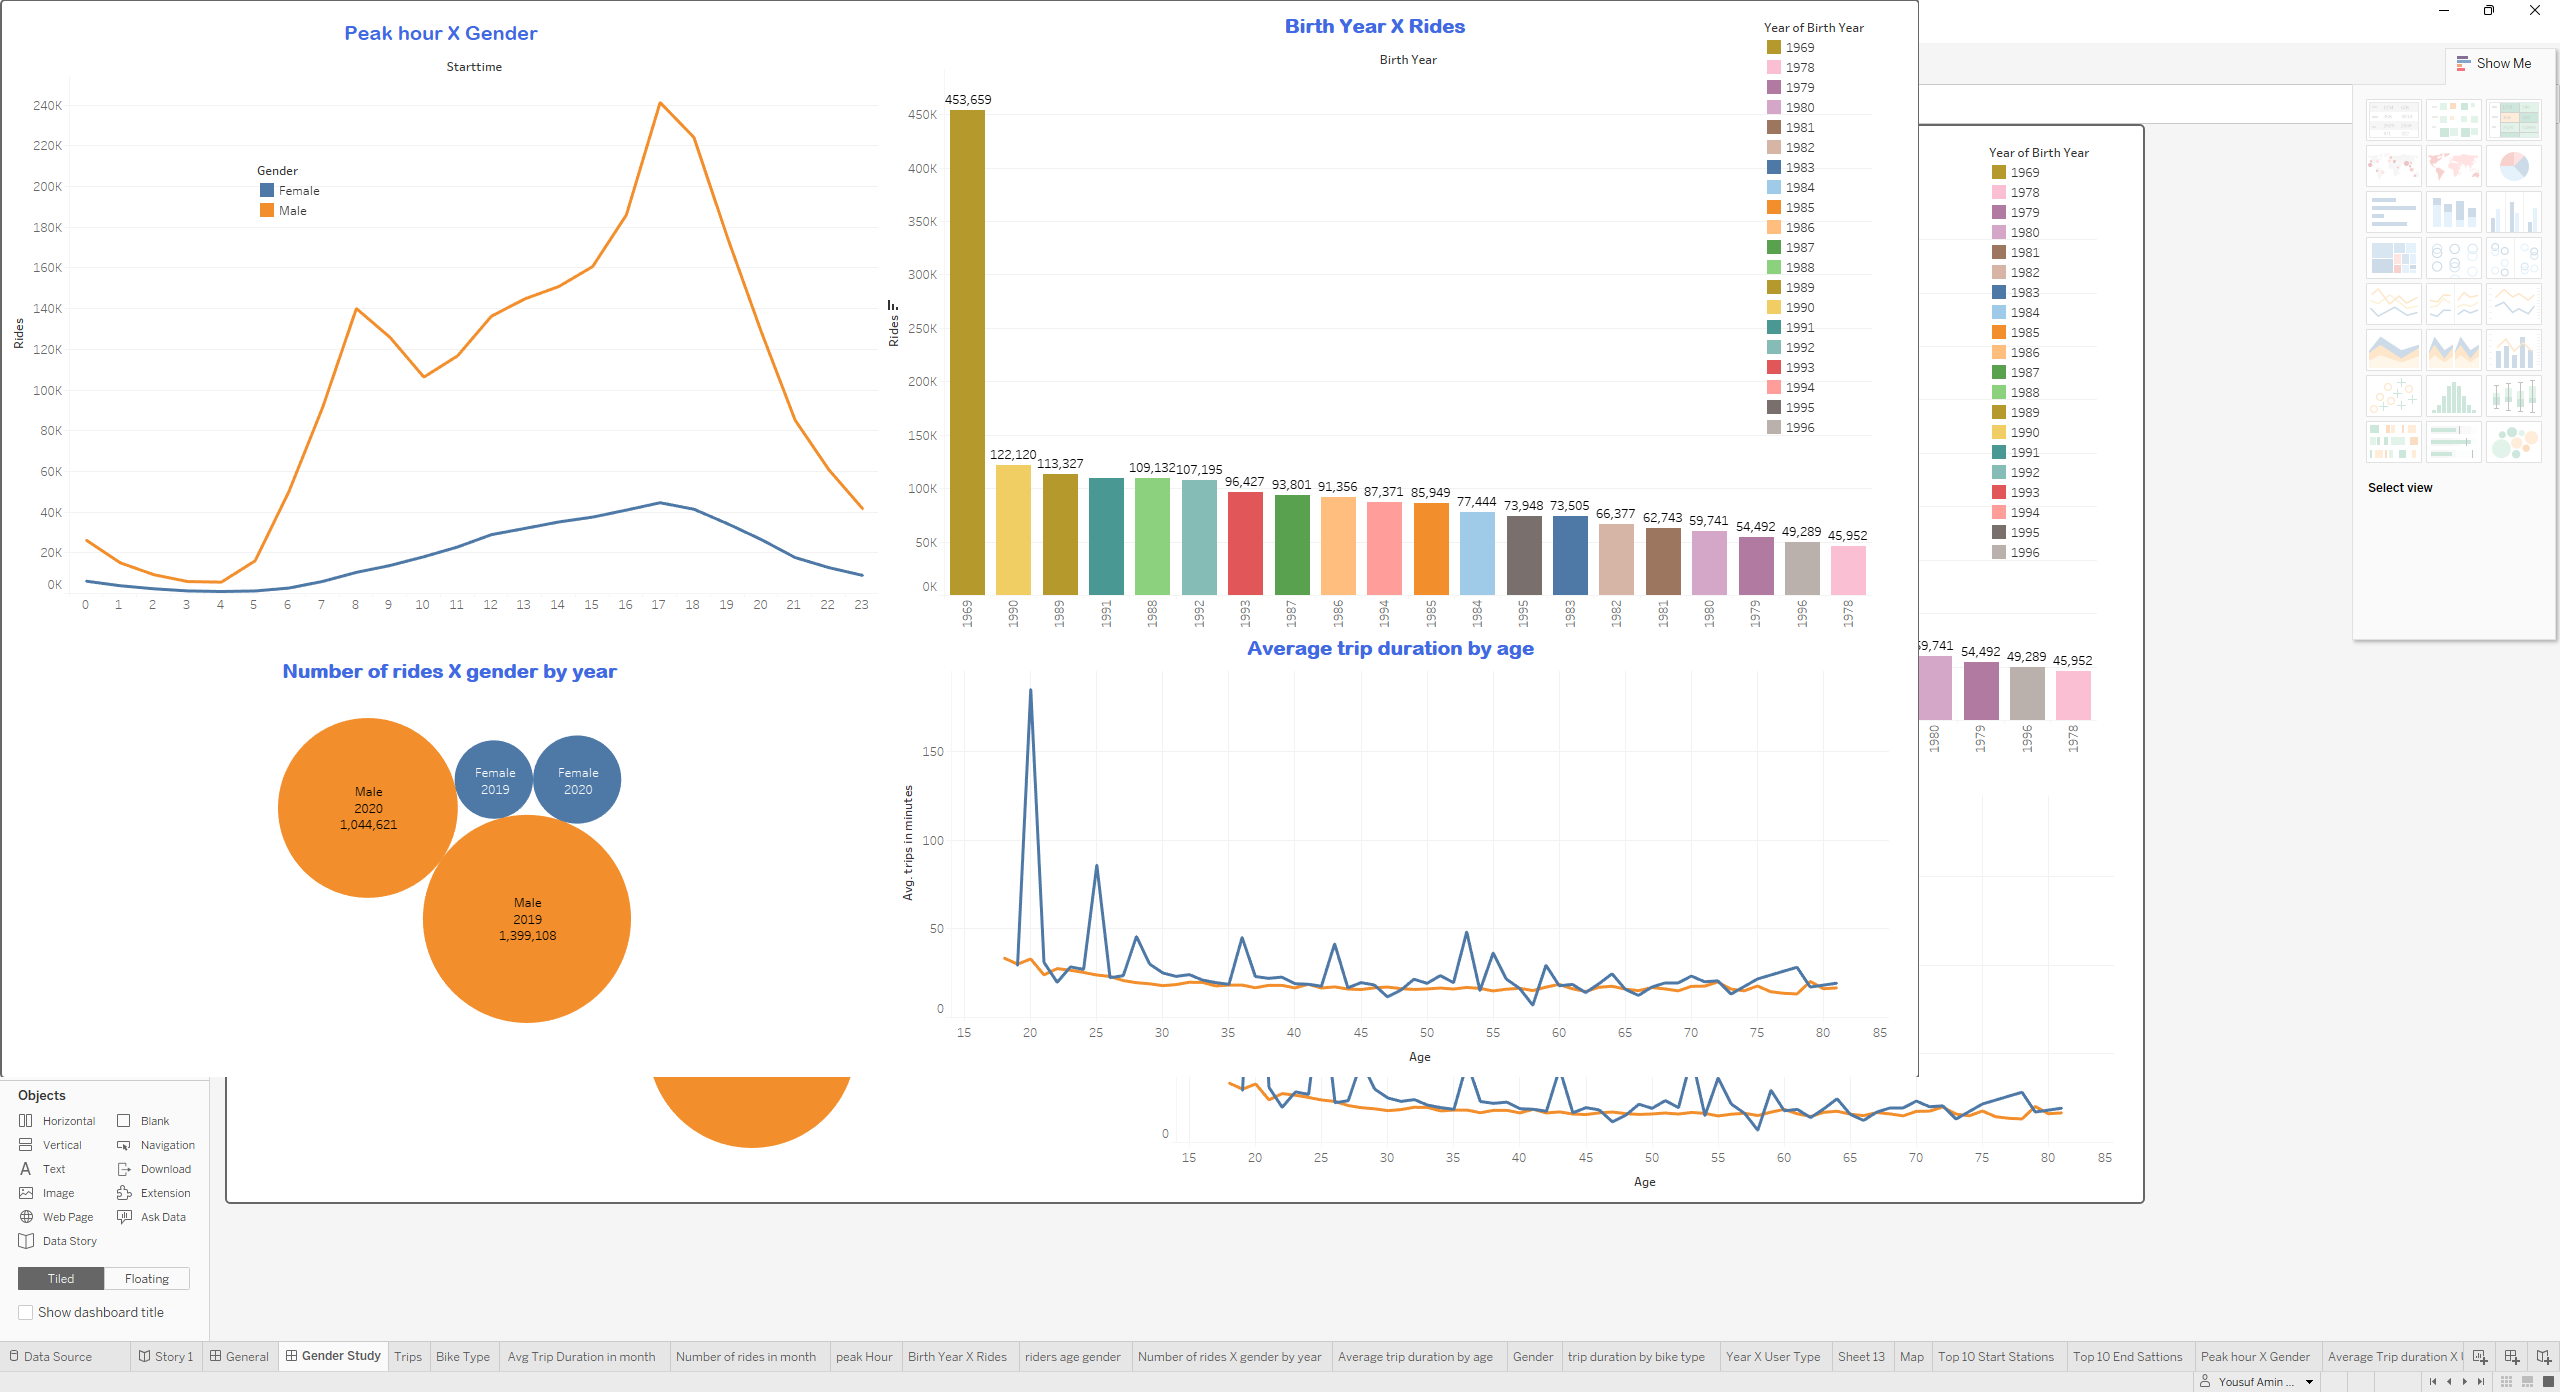 Peak hour X Gender
Starttime
240K
220K
200K
180K
160K
140K
120K
100K
80K
60K
40K
20K
0K
Rides
Gender
Female
Male
0 1 2 3 4 5 6 7 8 9 10 11 12 13 14 15 16 17 18 19 20 21 22 23
Birth Year X Rides
Birth Year
450K
400K
350K
300K
250K
200K
150K
100K
50K
0K
Rides
453,659
122,120
113,327
109,132
107,195
96,427
93,801
91,356
87,371
85,949
77,444
73,948
73,505
66,377
62,743
59,741
54,492
49,289
45,952
1969 1990 1989 1991 1988 1992 1993 1987 1986 1994 1985 1984 1995 1983 1982 1981 1980 1979 1996 1978
Year of Birth Year
1969
1978
1979
1980
1981
1982
1983
1984
1985
1986
1987
1988
1989
1990
1991
1992
1993
1994
1995
1996
Number of rides X gender by year
Male
2020
1,044,621
Female
2019
Female
2020
Male
2019
1,399,108
Average trip duration by age
150
100
50
0
Avg. trips in minutes
15 20 25 30 35 40 45 50 55 60 65 70 75 80 85
Age
Year of Birth Year
1969
1978
1979
1980
1981
1982
1983
1984
1985
1986
1987
1988
1989
1990
1991
1992
1993
1994
1995
1996
9,741
54,492
49,289
45,952
1980 1979 1996 1978
0
15 20 25 30 35 40 45 50 55 60 65 70 75 80 85
Age
Show Me
Select view
Objects
Horizontal Blank
Vertical Navigation
Text Download
Image Extension
Web Page Ask Data
Data Story
Tiled Floating
Show dashboard title
Data Source Story 1 General Gender Study Trips Bike Type Avg Trip Duration in month Number of rides in month peak Hour Birth Year X Rides riders age gender Number of rides X gender by year Average trip duration by age Gender trip duration by bike type Year X User Type Sheet 13 Map Top 10 Start Stations Top 10 End Sattions Peak hour X Gender Average Trip duration X
Yousuf Amin ...